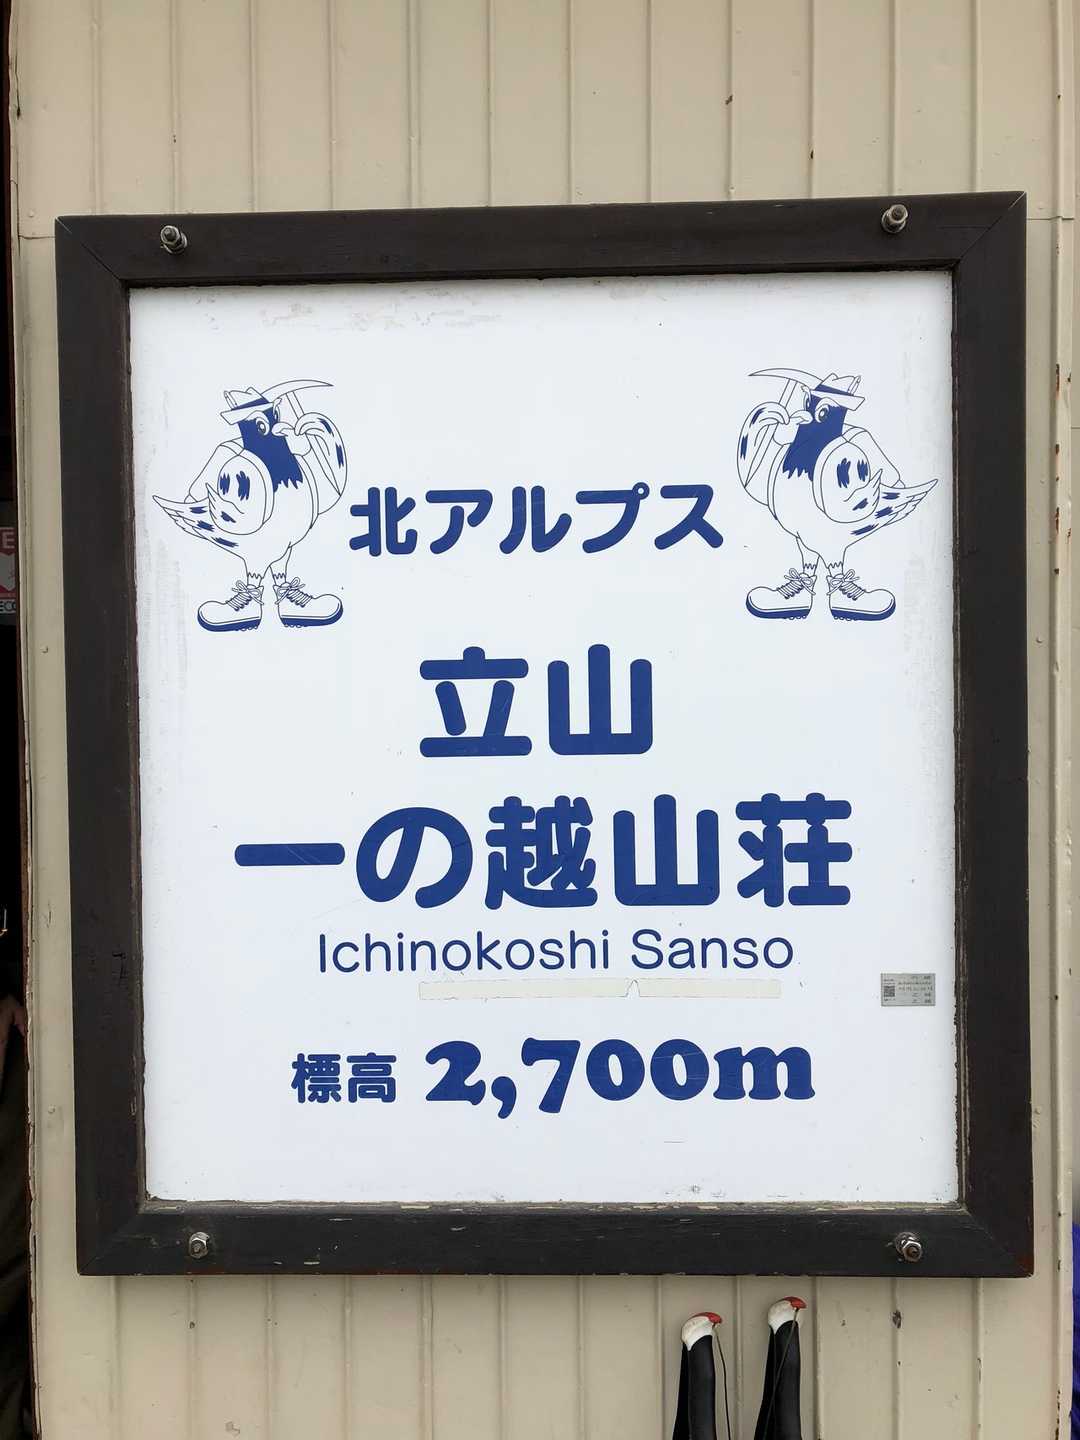 北アルプス
立山
一の越山荘
Ichinokoshi Sanso
標高 2,700m